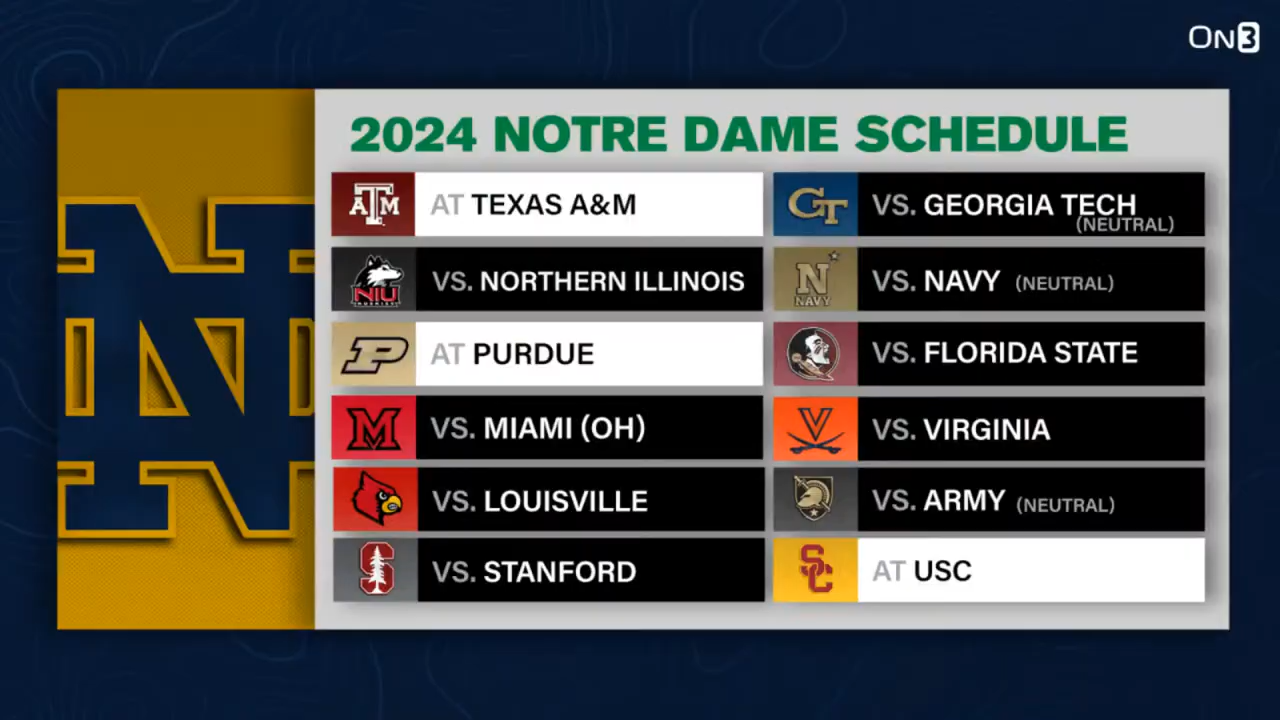 ON3
2024 NOTRE DAME SCHEDULE
ATM
AT TEXAS A&M
NIU
HUSKIES
VS. NORTHERN ILLINOIS
P
AT PURDUE
M
VS. MIAMI (OH)
VS. LOUISVILLE
S
VS. STANFORD
GT
VS. GEORGIA TECH
(NEUTRAL)
N
NAVY
VS. NAVY (NEUTRAL)
VS. FLORIDA STATE
V
VS. VIRGINIA
VS. ARMY (NEUTRAL)
SC
AT USC
N